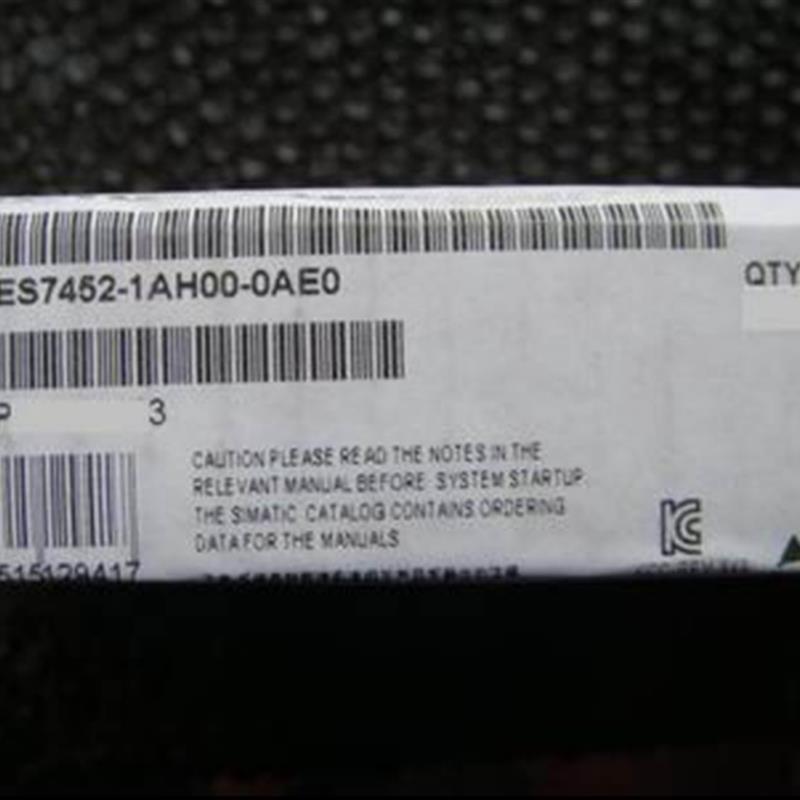 ES7452-1AH00-0AE0
QTY
P 3
CAUTION PLEASE READ THE NOTES IN THE
RELEVANT MANUAL BEFORE SYSTEM STARTUP
THE SIMATIC CATALOG CONTAINS ORDERING
DATA FOR THE MANUALS
515129417